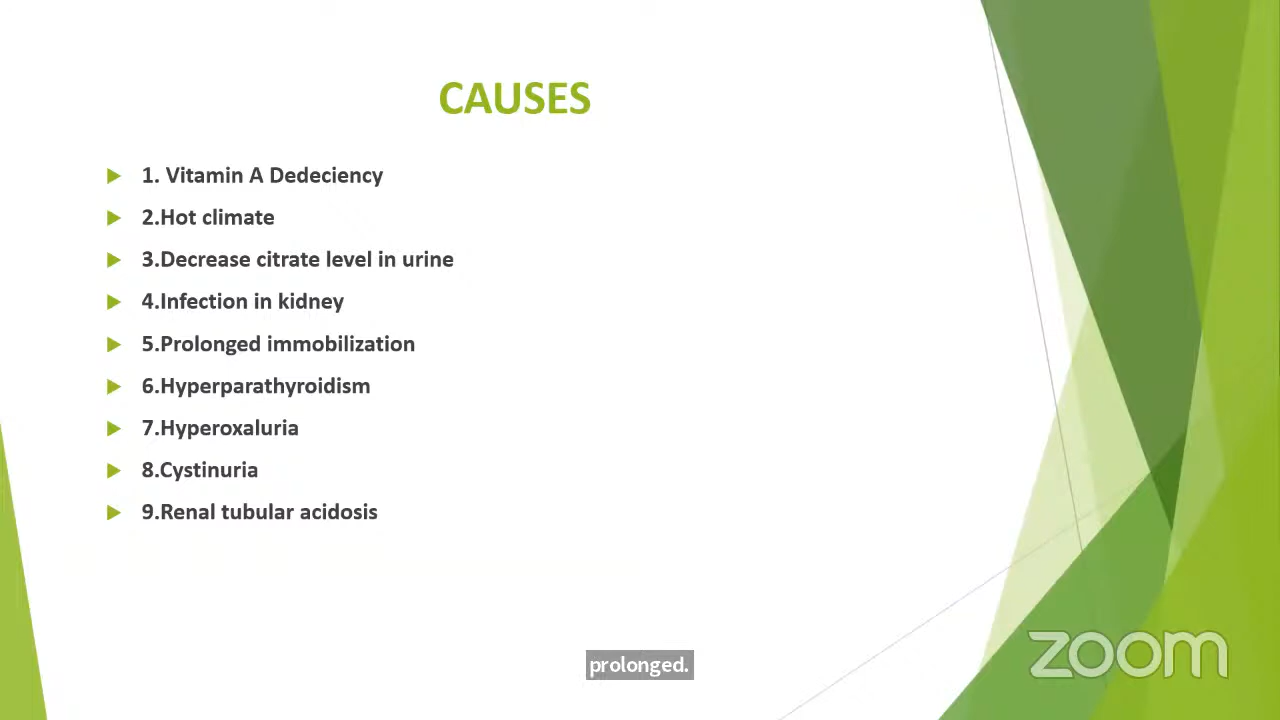 CAUSES
1. Vitamin A Dedeciency
2.Hot climate
3.Decrease citrate level in urine
4.Infection in kidney
5.Prolonged immobilization
6.Hyperparathyroidism
7.Hyperoxaluria
8.Cystinuria
9.Renal tubular acidosis
prolonged.
zoom